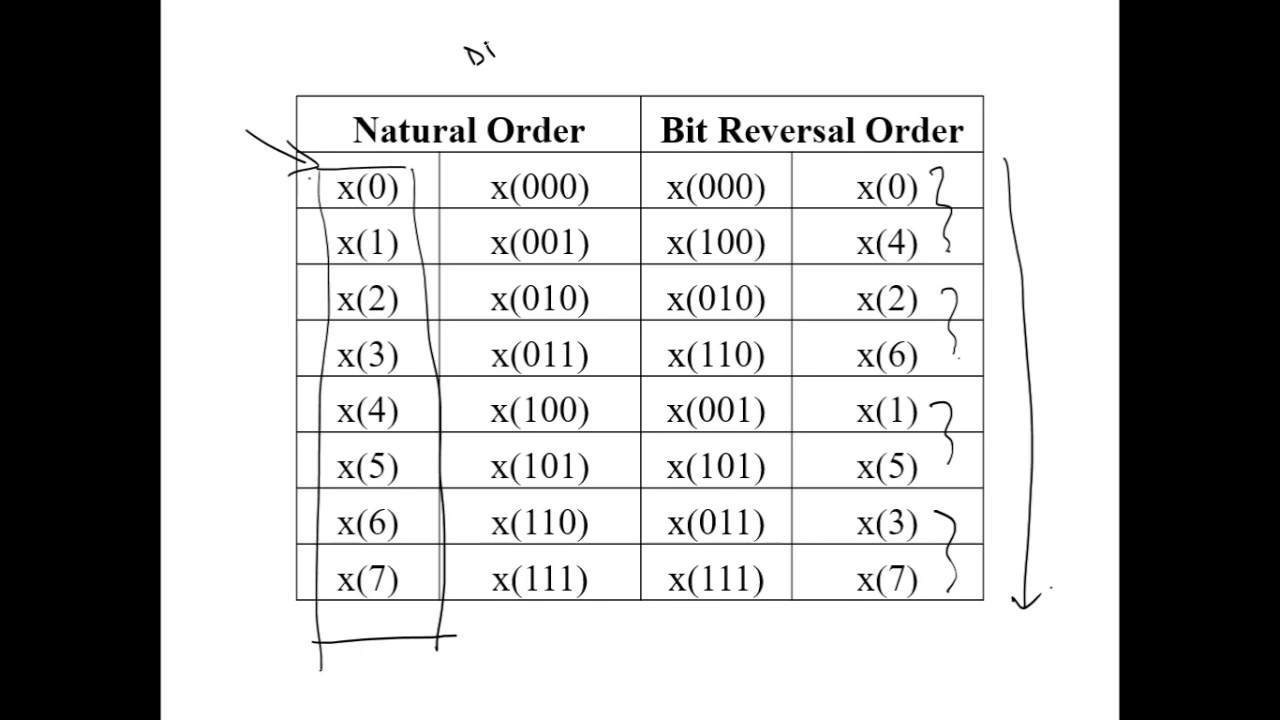 Di
Natural Order Bit Reversal Order
x(0) x(000) x(000) x(0)
x(1) x(001) x(100) x(4)
x(2) x(010) x(010) x(2)
x(3) x(011) x(110) x(6)
x(4) x(100) x(001) x(1)
x(5) x(101) x(101) x(5)
x(6) x(110) x(011) x(3)
x(7) x(111) x(111) x(7)